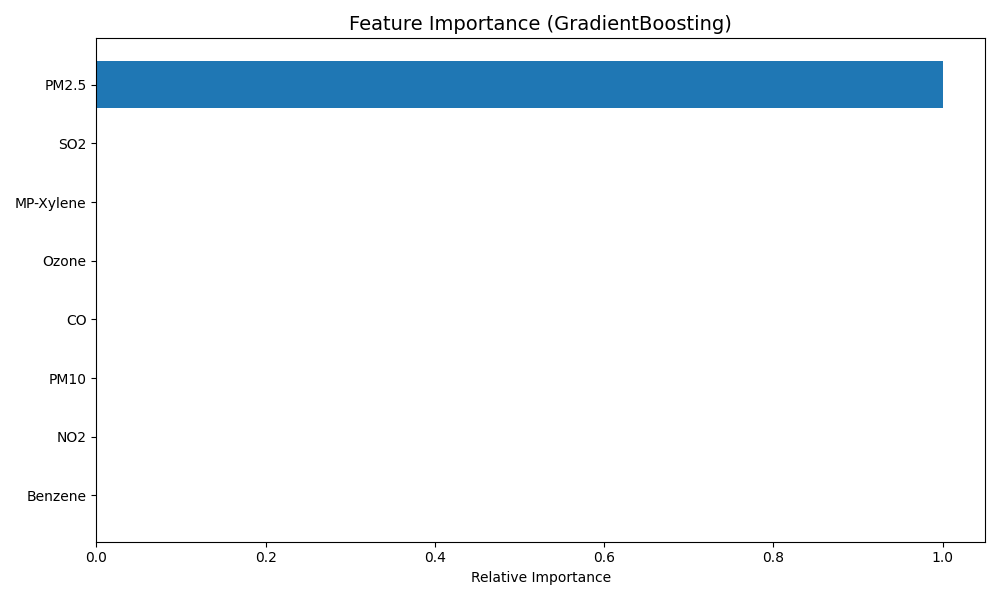 Feature Importance (GradientBoosting)
PM2.5
SO2
MP-Xylene
Ozone
CO
PM10
NO2
Benzene
0.0 0.2 0.4 0.6 0.8 1.0
Relative Importance